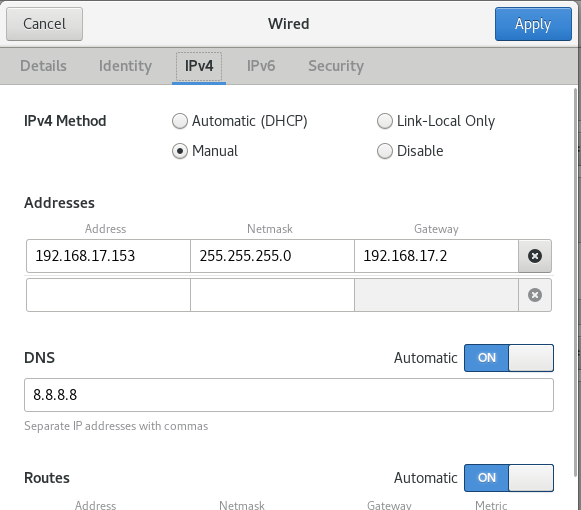 Cancel Wired Apply
Details Identity IPv4 IPv6 Security
IPv4 Method Automatic (DHCP) Link-Local Only
Manual Disable
Addresses
Address Netmask Gateway
192.168.17.153 255.255.255.0 192.168.17.2
DNS Automatic ON
8.8.8.8
Separate IP addresses with commas
Routes Automatic ON
Address Netmask Gateway Metric